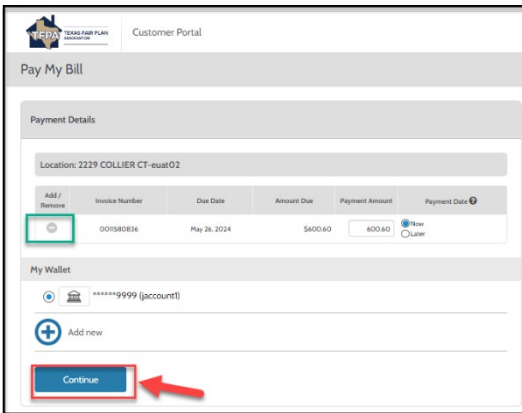 TFPA TEXAS FAIR PLAN
ASSOCIATION
Customer Portal
Pay My Bill
Payment Details
Location: 2229 COLLIER CT-euat02
Add /
Remove Invoice Number Due Date Amount Due Payment Amount Payment Date ?
0011580836 May 26, 2024 $600.60 600.60 Now
Later
My Wallet
******9999 (jaccount1)
Add new
Continue